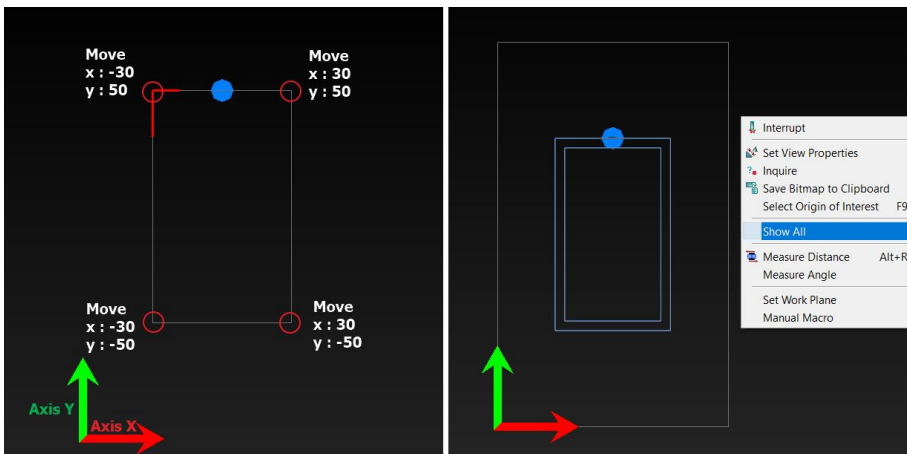 Move
x : -30
y : 50
Move
x : 30
y : 50
Move
x : -30
y : -50
Move
x : 30
y : -50
Axis Y
Axis X
Interrupt
Set View Properties
Inquire
Save Bitmap to Clipboard
Select Origin of Interest F9
Show All
Measure Distance Alt+R
Measure Angle
Set Work Plane
Manual Macro